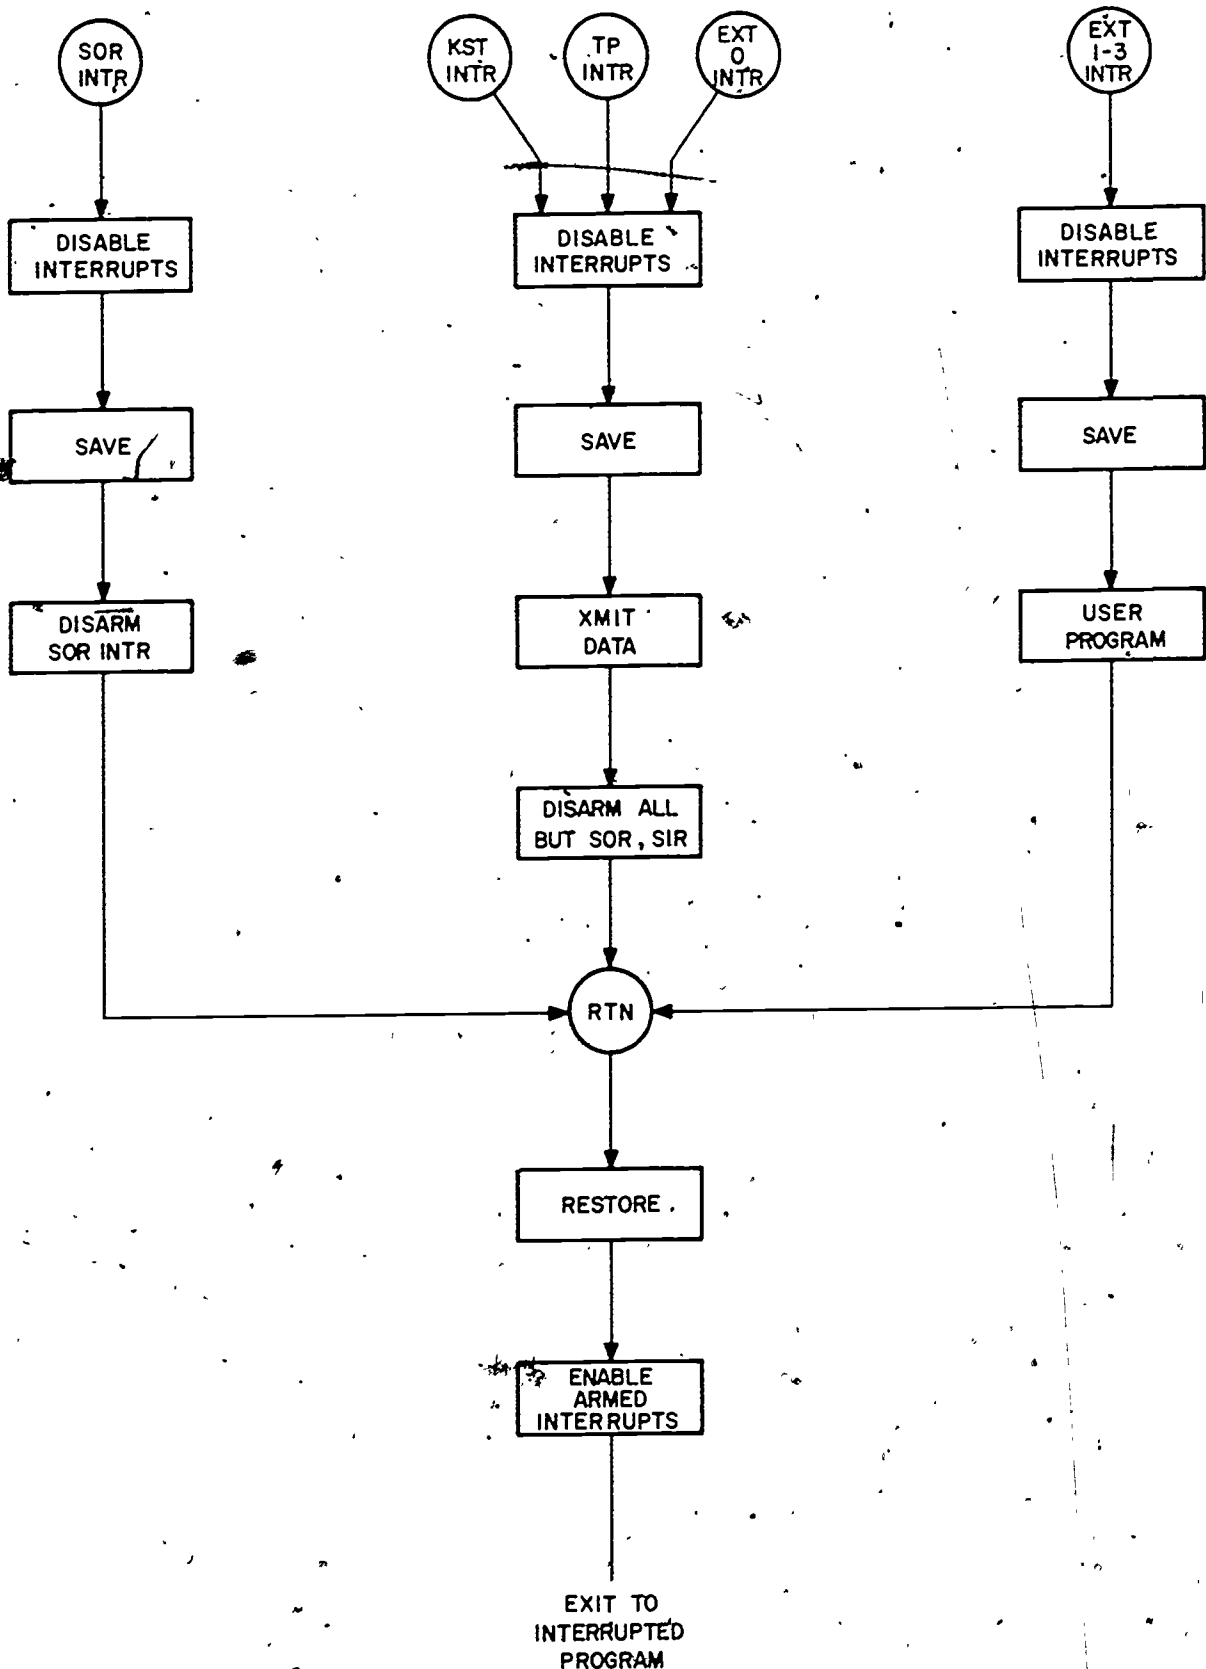 SOR
INTR
KST
INTR
TP
INTR
EXT
0
INTR
EXT
1-3
INTR
DISABLE
INTERRUPTS
DISABLE
INTERRUPTS
DISABLE
INTERRUPTS
SAVE
SAVE
SAVE
DISARM
SOR INTR
XMIT
DATA
USER
PROGRAM
DISARM ALL
BUT SOR, SIR
RTN
RESTORE
ENABLE
ARMED
INTERRUPTS
EXIT TO
INTERRUPTED
PROGRAM